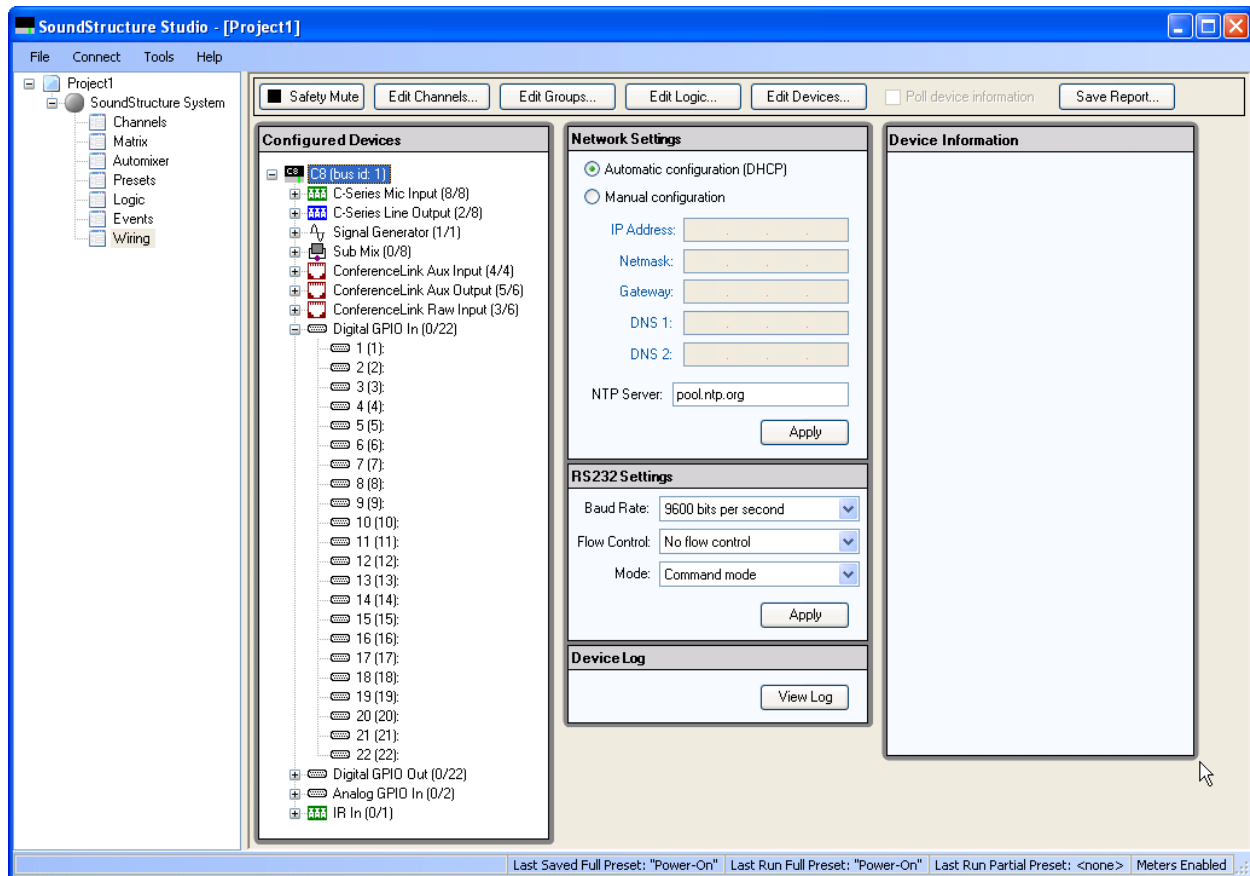 SoundStructure Studio - [Project1]
File Connect Tools Help
Project1
SoundStructure System
Channels
Matrix
Automixer
Presets
Logic
Events
Wiring
Safety Mute Edit Channels... Edit Groups... Edit Logic... Edit Devices... Poll device information Save Report...
Configured Devices
C8 C8 (bus id: 1)
C-Series Mic Input (8/8)
C-Series Line Output (2/8)
Signal Generator (1/1)
Sub Mix (0/8)
ConferenceLink Aux Input (4/4)
ConferenceLink Aux Output (5/6)
ConferenceLink Raw Input (3/6)
Digital GPIO In (0/22)
1 (1):
2 (2):
3 (3):
4 (4):
5 (5):
6 (6):
7 (7):
8 (8):
9 (9):
10 (10):
11 (11):
12 (12):
13 (13):
14 (14):
15 (15):
16 (16):
17 (17):
18 (18):
19 (19):
20 (20):
21 (21):
22 (22):
Digital GPIO Out (0/22)
Analog GPIO In (0/2)
IR In (0/1)
Network Settings
Automatic configuration (DHCP)
Manual configuration
IP Address:
Netmask:
Gateway:
DNS 1:
DNS 2:
NTP Server: pool.ntp.org
Apply
RS232 Settings
Baud Rate: 9600 bits per second
Flow Control: No flow control
Mode: Command mode
Apply
Device Log
View Log
Device Information
Last Saved Full Preset: "Power-On" Last Run Full Preset: "Power-On" Last Run Partial Preset: <none> Meters Enabled